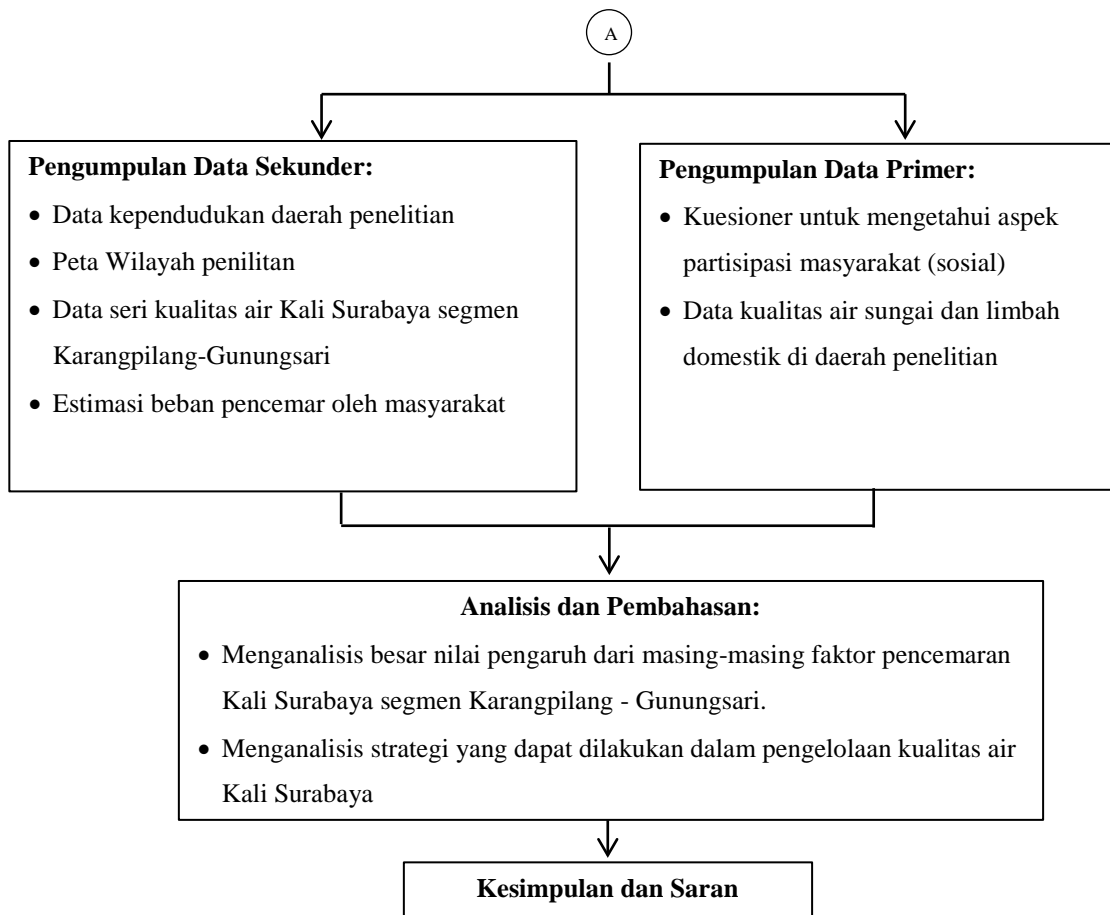 A
Pengumpulan Data Sekunder:
• Data kependudukan daerah penelitian
• Peta Wilayah penilitan
• Data seri kualitas air Kali Surabaya segmen
Karangpilang-Gunungsari
• Estimasi beban pencemar oleh masyarakat
Pengumpulan Data Primer:
• Kuesioner untuk mengetahui aspek
partisipasi masyarakat (sosial)
• Data kualitas air sungai dan limbah
domestik di daerah penelitian
Analisis dan Pembahasan:
• Menganalisis besar nilai pengaruh dari masing-masing faktor pencemaran
Kali Surabaya segmen Karangpilang - Gunungsari.
• Menganalisis strategi yang dapat dilakukan dalam pengelolaan kualitas air
Kali Surabaya
Kesimpulan dan Saran